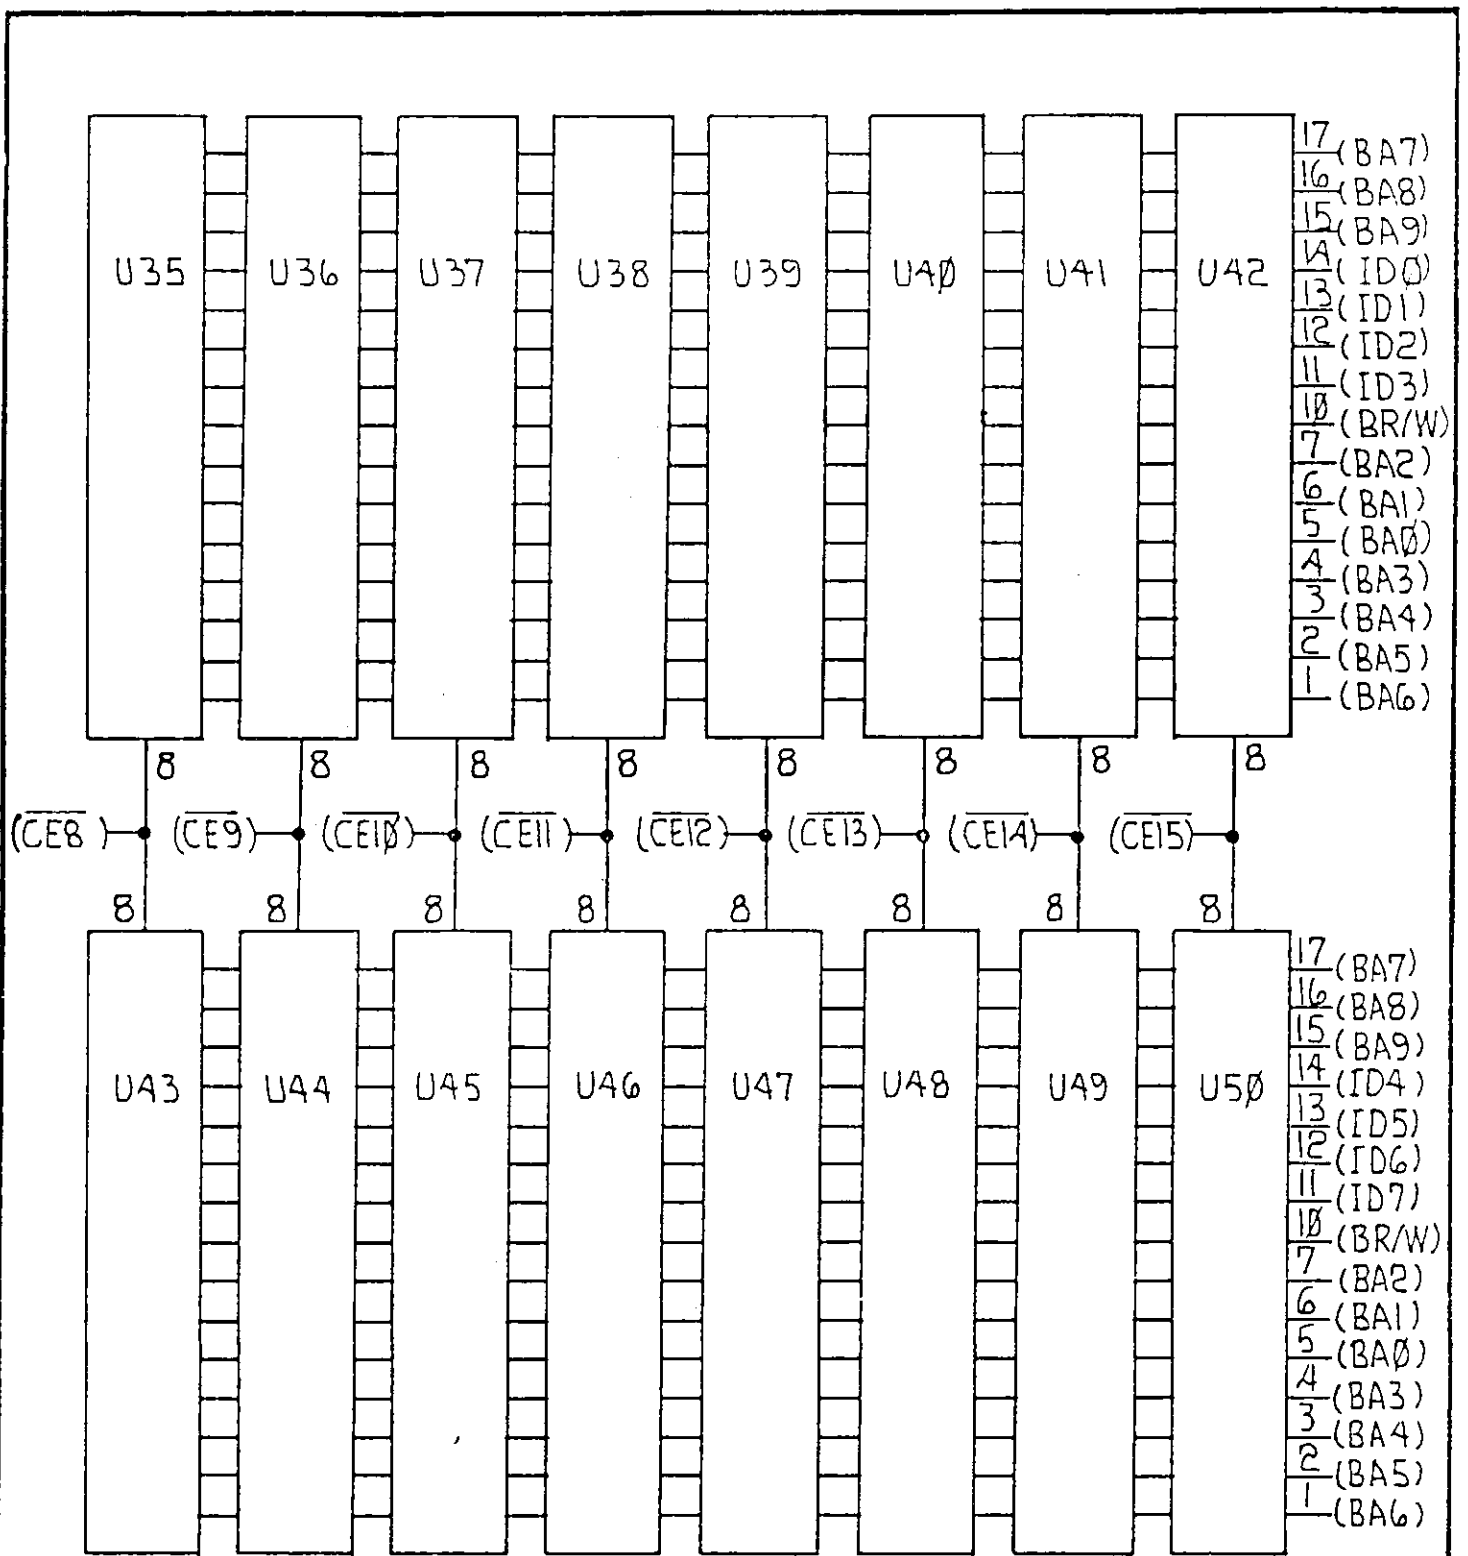 17 (BA7)
16 (BA8)
15 (BA9)
U35 U36 U37 U38 U39 U4Ø U41 U42 14 (IDØ)
13 (ID1)
12 (ID2)
11 (ID3)
1Ø (BR/W)
7 (BA2)
6 (BA1)
5 (BAØ)
4 (BA3)
3 (BA4)
2 (BA5)
1 (BA6)
8 8 8 8 8 8 8 8
(CE8) (CE9) (CE1Ø) (CE11) (CE12) (CE13) (CE14) (CE15)
8 8 8 8 8 8 8 8
17 (BA7)
16 (BA8)
15 (BA9)
U43 U44 U45 U46 U47 U48 U49 U5Ø 14 (ID4)
13 (ID5)
12 (ID6)
11 (ID7)
1Ø (BR/W)
7 (BA2)
6 (BA1)
5 (BAØ)
4 (BA3)
3 (BA4)
2 (BA5)
1 (BA6)